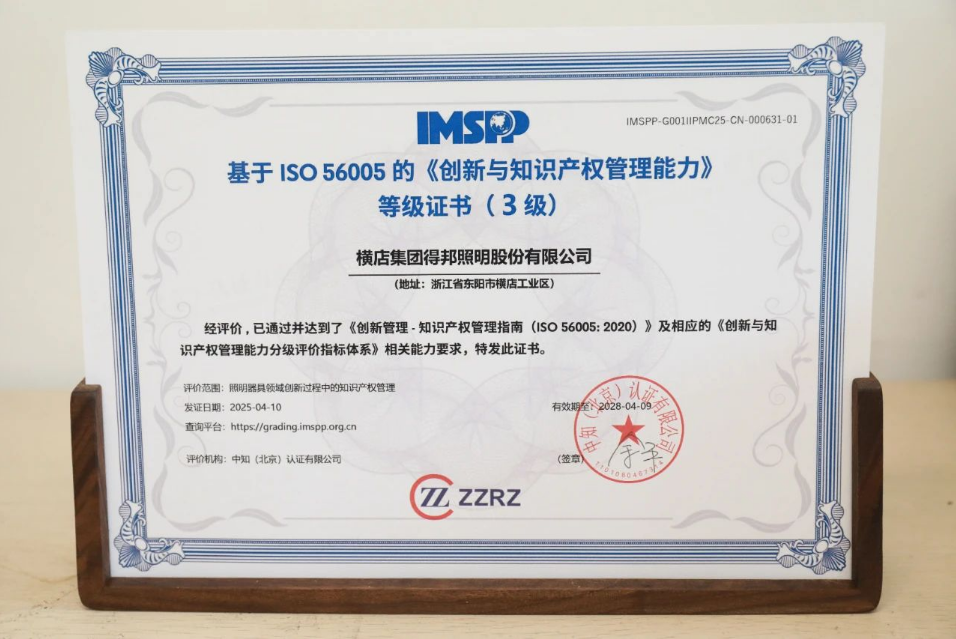 IMSPP
IMSPP-G001IIPMC25-CN-000631-01
基于 ISO 56005 的《创新与知识产权管理能力》
等级证书（3 级）
横店集团得邦照明股份有限公司
（地址：浙江省东阳市横店工业区）
经评价，已通过并达到了《创新管理 - 知识产权管理指南（ISO 56005: 2020）》及相应的《创新与知
识产权管理能力分级评价指标体系》相关能力要求，特发此证书。
评价范围：照明器具领域创新过程中的知识产权管理
发证日期：2025-04-10
有效期至：2028-04-09
查询平台：https://grading.imspp.org.cn
评价机构：中知（北京）认证有限公司
（签章）
中知（北京）认证有限公司
ZZRZ